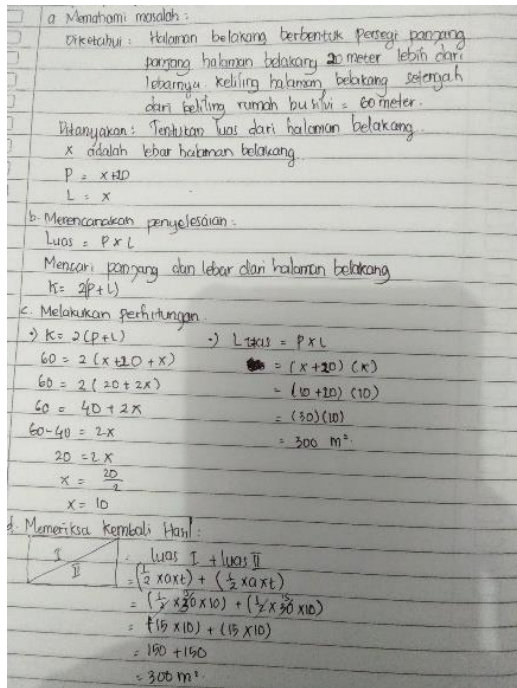 a Memahami masalah :
Diketahui : Halaman belakang berbentuk persegi panjang
panjang halaman belakang 20 meter lebih dari
lebarnya. keliling halaman belakang setengah
dari keliling rumah bu silvi = 60 meter.
Ditanyakan : Tentukan luas dari halaman belakang.
x adalah lebar halaman belakang
P = x+20
L = x
b. Merencanakan penyelesaian :
Luas = P x L
Mencari panjang dan lebar dari halaman belakang
K = 2(P+L)
c. Melakukan perhitungan
•) K = 2(P+L)
60 = 2 (x+20 + x)
60 = 2 (20 + 2x)
60 = 40 + 2x
60-40 = 2x
20 = 2x
x = 20/2
x = 10
•) Luas = P x L
= (x+20) (x)
= (10+20) (10)
= (30)(10)
= 300 m²
d. Memeriksa kembali Hasil :
I
II
= luas I + luas II
= (1/2 x a x t) + (1/2 x a x t)
= (1/2 x 30 x 10) + (1/2 x 30 x 10)
= (15 x 10) + (15 x 10)
= 150 + 150
= 300 m²